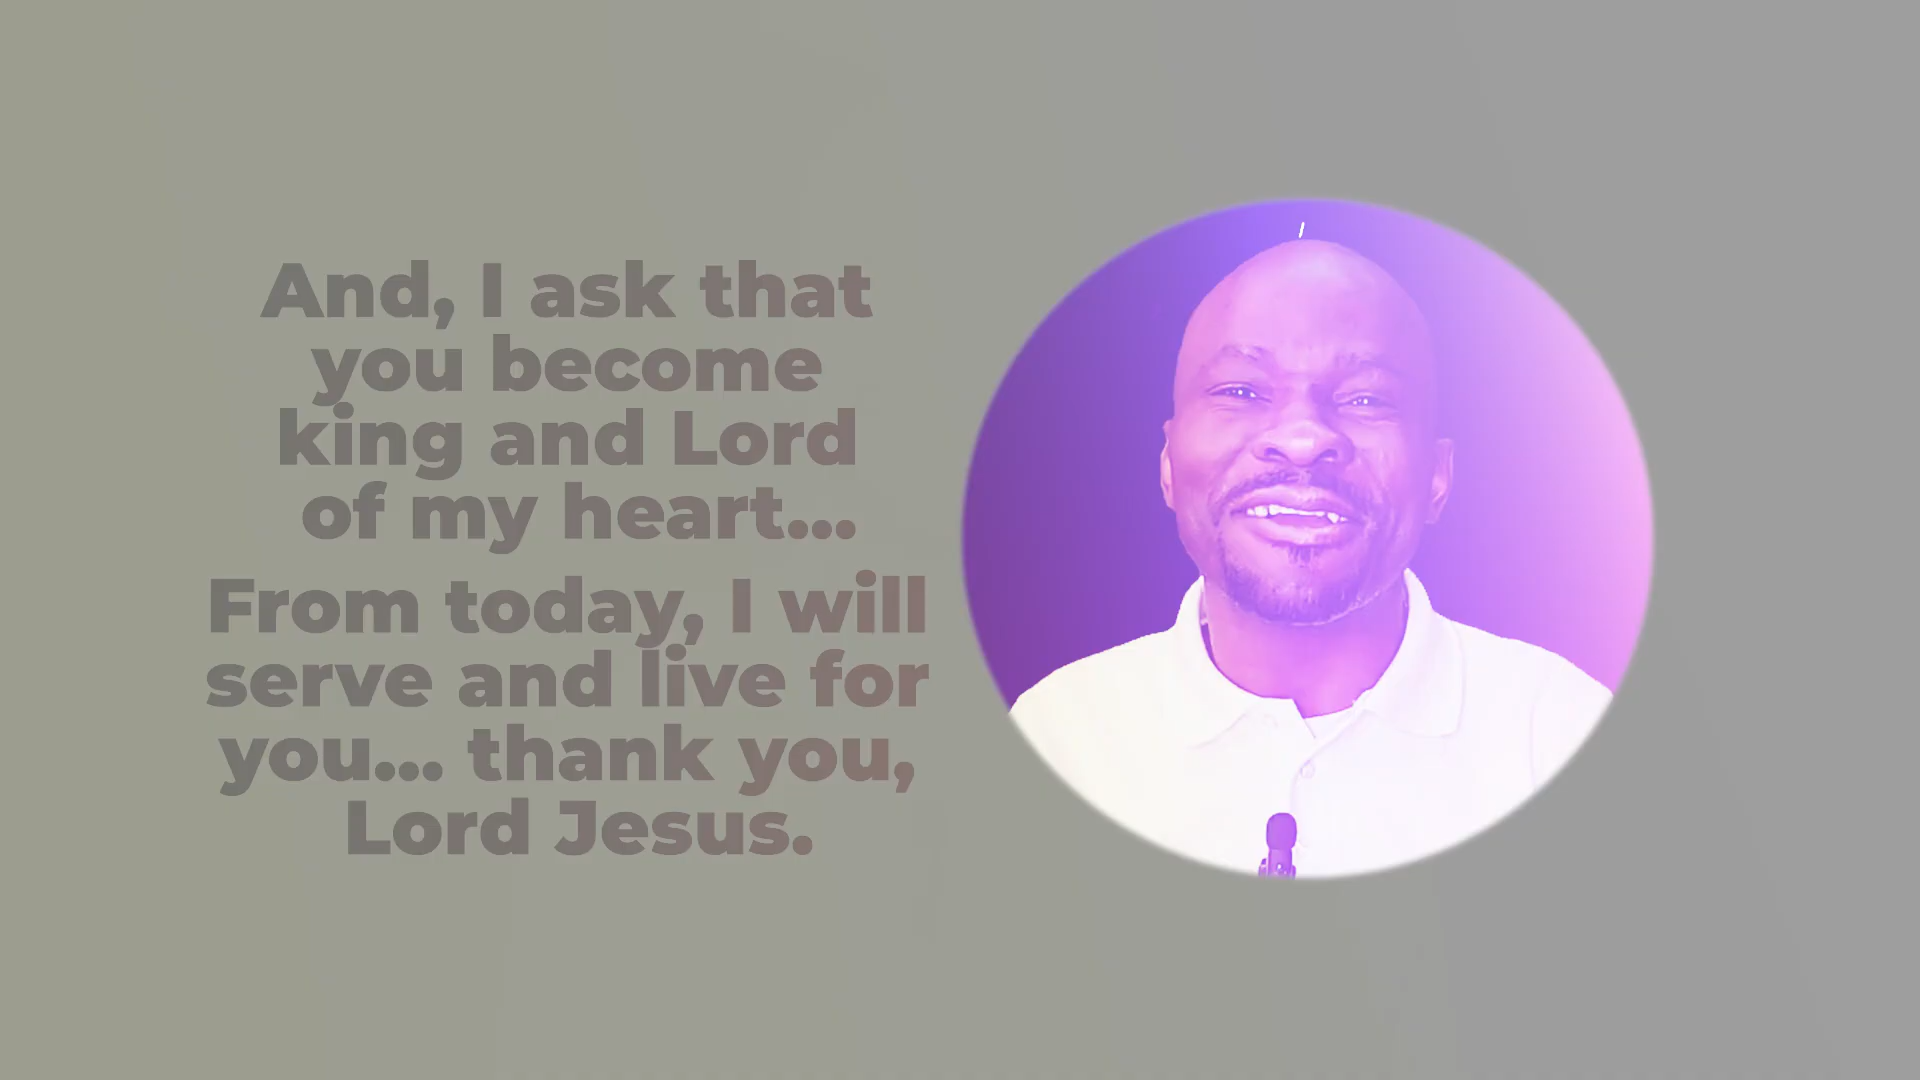 And, I ask that
you become
king and Lord
of my heart...
From today, I will
serve and live for
you... thank you,
Lord Jesus.